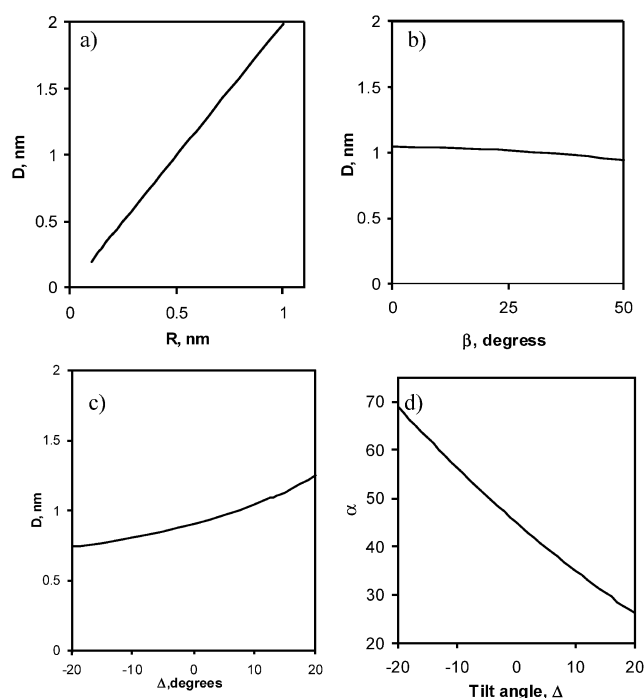 a)
2
1.5
1
0.5
0
D, nm
0 0.5 1
R, nm
b)
2
1.5
1
0.5
0
D, nm
0 25 50
β, degress
c)
2
1.5
1
0.5
0
D, nm
-20 -10 0 10 20
Δ,degrees
d)
70
60
50
40
30
20
α
-20 -10 0 10 20
Tilt angle, Δ